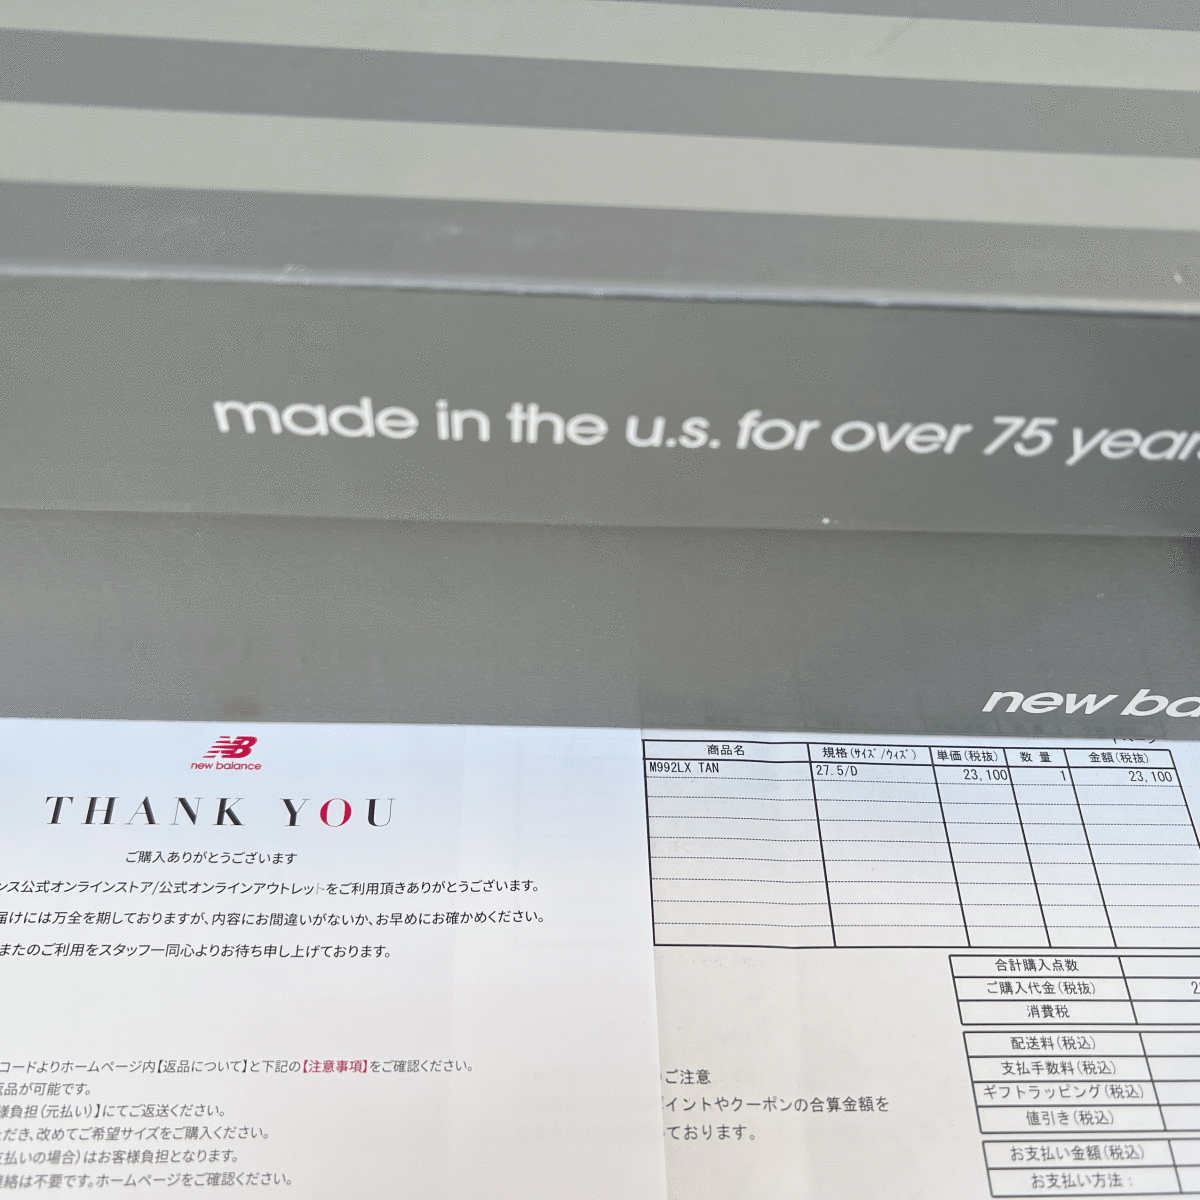 made in the u.s. for over 75 year
new ba
NB
new balance
THANK YOU
ご購入ありがとうございます
ンス公式オンラインストア/公式オンラインアウトレットをご利用頂きありがとうございます。
届けには万全を期しておりますが、内容にお間違いがないか、お早めにお確かめください。
またのご利用をスタッフ一同心よりお待ち申し上げております。
コードよりホームページ内【返品について】と下記の【注意事項】をご確認ください。
返品が可能です。
様負担（元払い）】にてご返送ください。
ただき、改めてご希望サイズをご購入ください。
支払いの場合）はお客様負担となります。
連絡は不要です。ホームページをご確認ください。
商品名 規格(ｻｲｽﾞ/ｳｨｽﾞ) 単価(税抜) 数 量 金額(税抜)
M992LX TAN 27.5/D 23,100 1 23,100
合計購入点数
ご購入代金(税抜) 2
消費税
配送料(税込)
支払手数料(税込)
ギフトラッピング(税込)
値引き(税込)
お支払い金額(税込)
お支払い方法：
ご注意
イントやクーポンの合算金額を
ております。